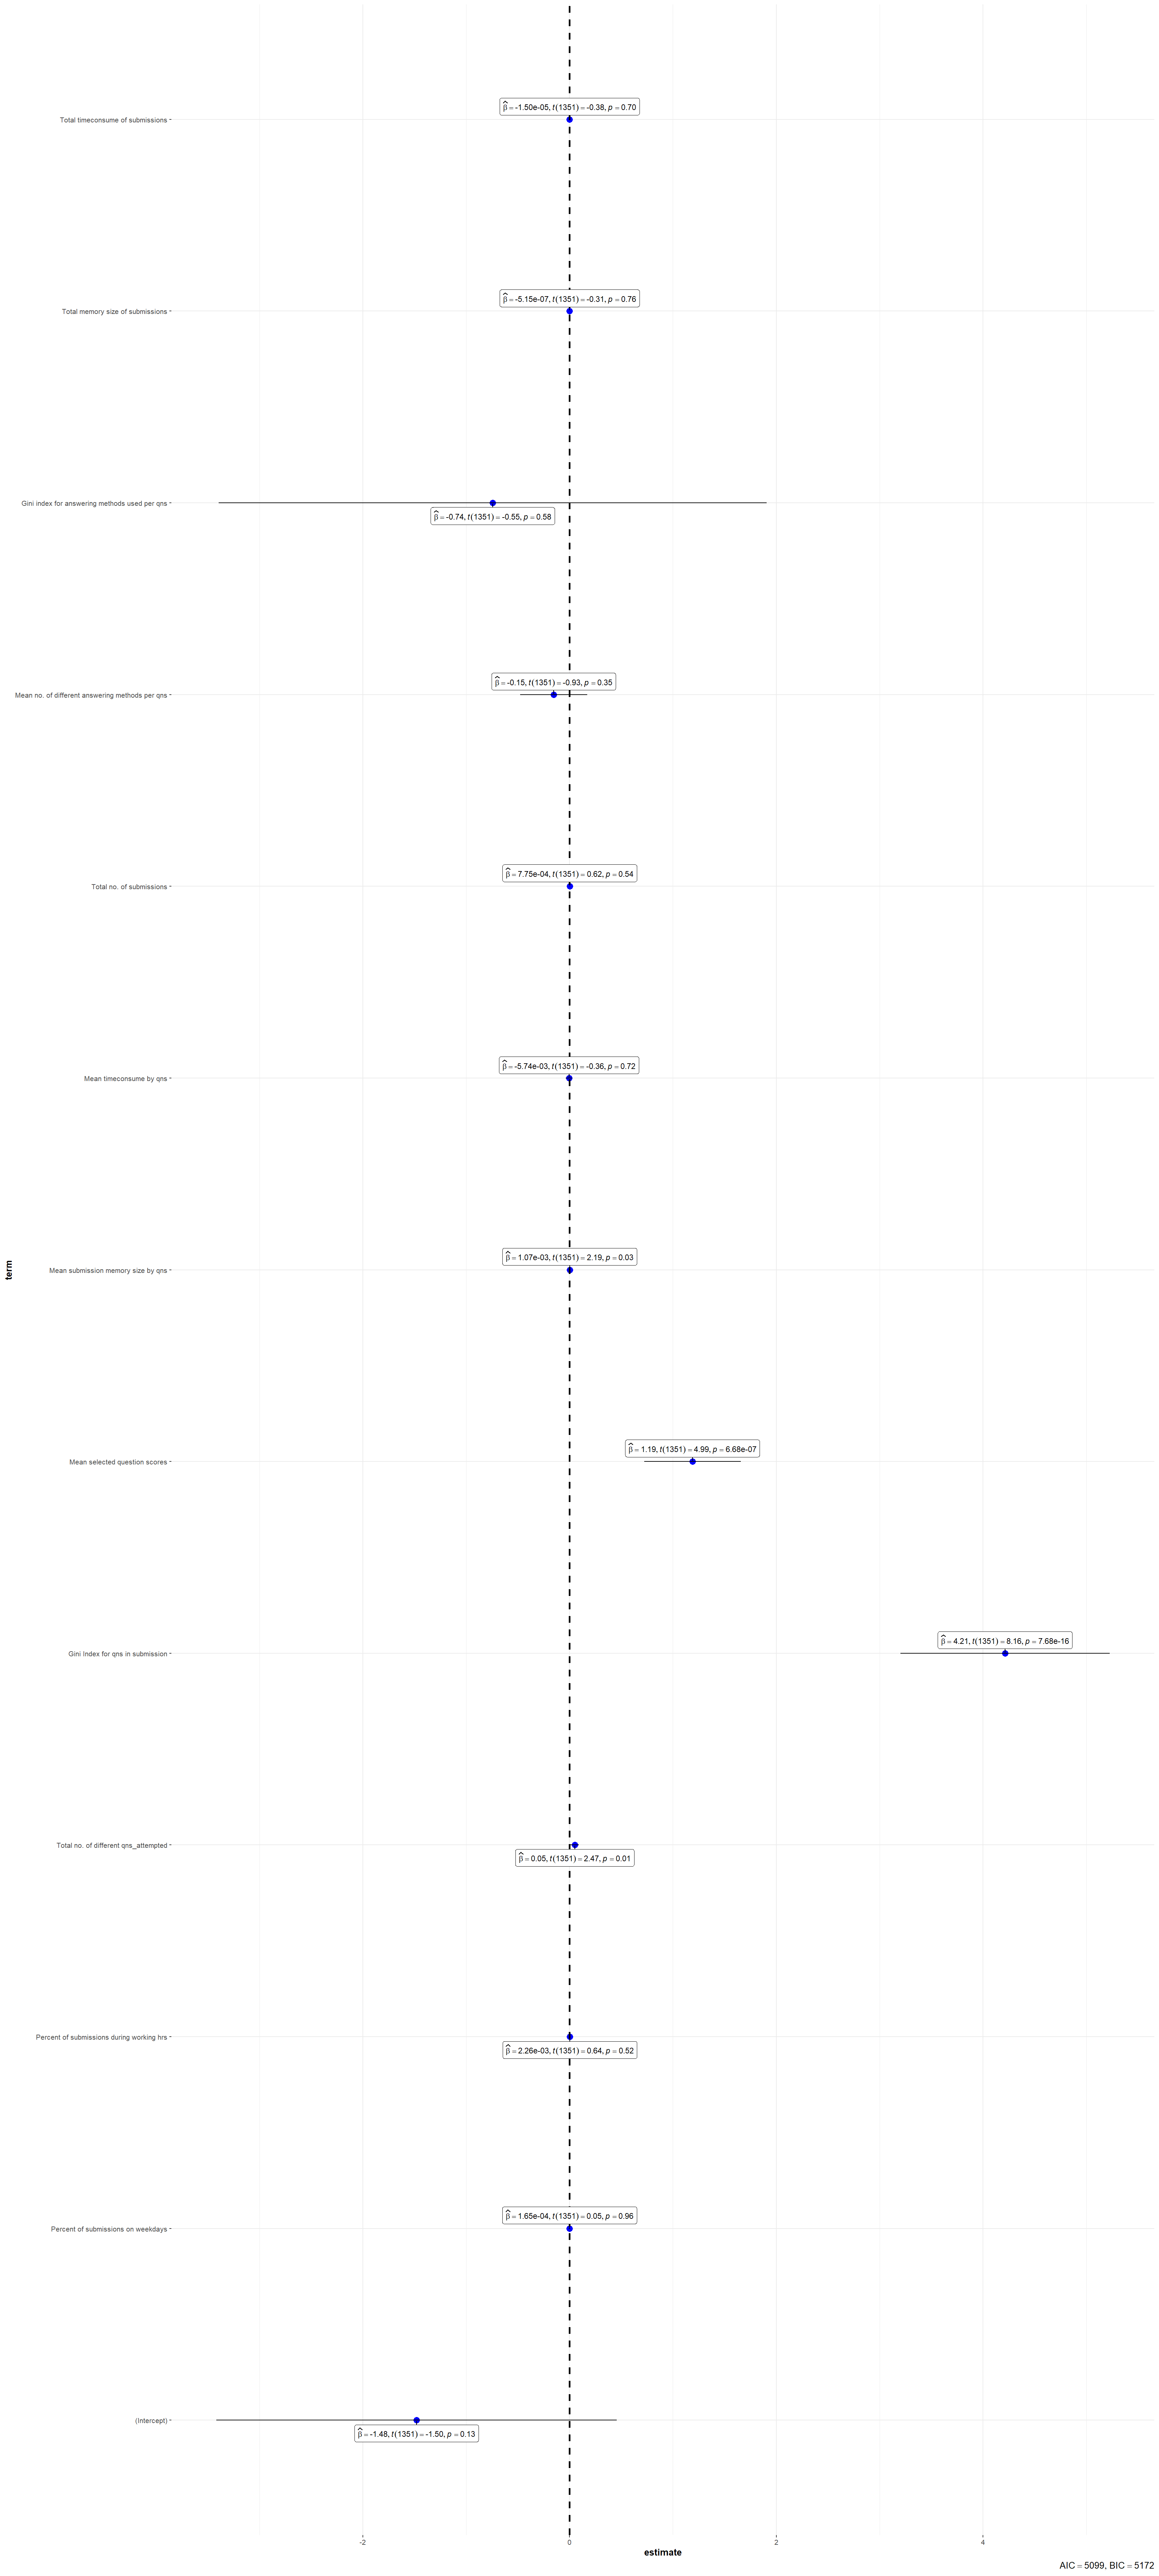 β̂ = -1.50e-05, t(1351) = -0.38, p = 0.70
Total timeconsume of submissions
β̂ = -5.15e-07, t(1351) = -0.31, p = 0.76
Total memory size of submissions
Gini index for answering methods used per qns
β̂ = -0.74, t(1351) = -0.55, p = 0.58
β̂ = -0.15, t(1351) = -0.93, p = 0.35
Mean no. of different answering methods per qns
β̂ = 7.75e-04, t(1351) = 0.62, p = 0.54
Total no. of submissions
β̂ = -5.74e-03, t(1351) = -0.36, p = 0.72
Mean timeconsume by qns
β̂ = 1.07e-03, t(1351) = 2.19, p = 0.03
Mean submission memory size by qns
term
β̂ = 1.19, t(1351) = 4.99, p = 6.68e-07
Mean selected question scores
β̂ = 4.21, t(1351) = 8.16, p = 7.68e-16
Gini Index for qns in submission
Total no. of different qns_attempted
β̂ = 0.05, t(1351) = 2.47, p = 0.01
Percent of submissions during working hrs
β̂ = 2.26e-03, t(1351) = 0.64, p = 0.52
β̂ = 1.65e-04, t(1351) = 0.05, p = 0.96
Percent of submissions on weekdays
(Intercept)
β̂ = -1.48, t(1351) = -1.50, p = 0.13
-2 0 2 4
estimate
AIC = 5099, BIC = 5172